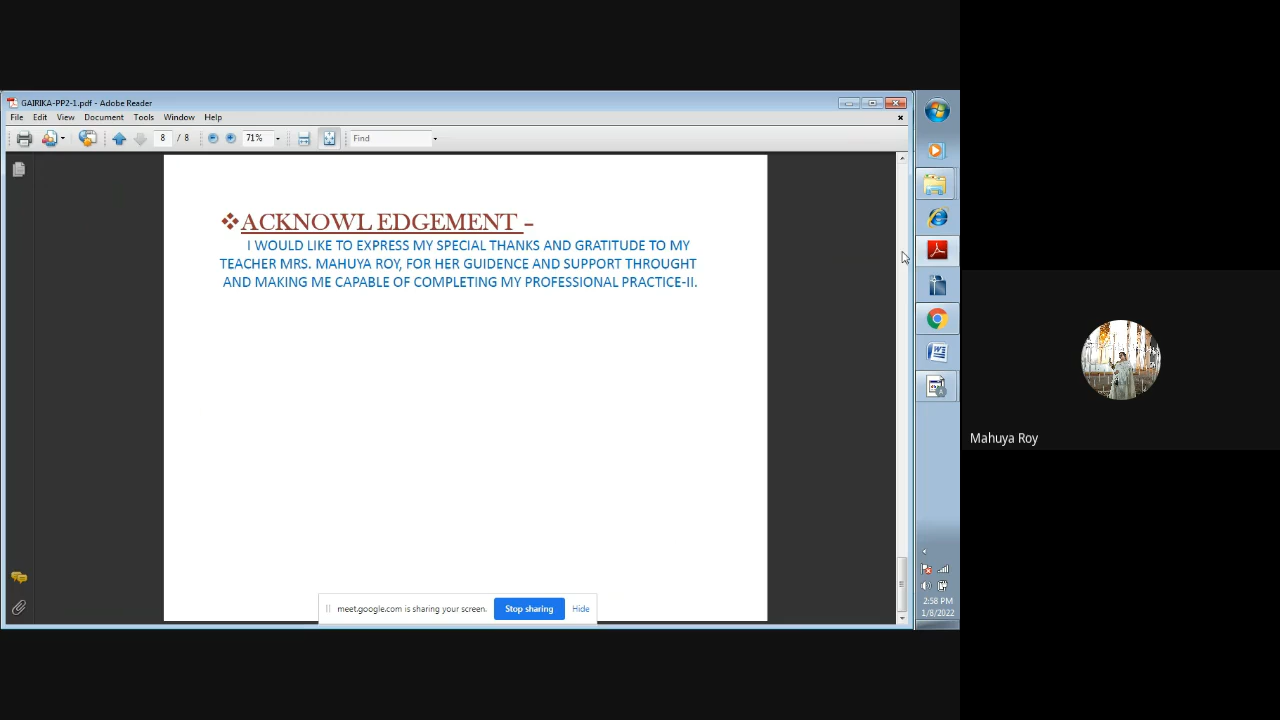 GAIRIKA-PP2-1.pdf - Adobe Reader
File Edit View Document Tools Window Help
8 / 8 71% Find
❖ACKNOWL EDGEMENT –
I WOULD LIKE TO EXPRESS MY SPECIAL THANKS AND GRATITUDE TO MY
TEACHER MRS. MAHUYA ROY, FOR HER GUIDENCE AND SUPPORT THROUGHT
AND MAKING ME CAPABLE OF COMPLETING MY PROFESSIONAL PRACTICE-II.
Mahuya Roy
meet.google.com is sharing your screen. Stop sharing Hide
2:58 PM
1/8/2022